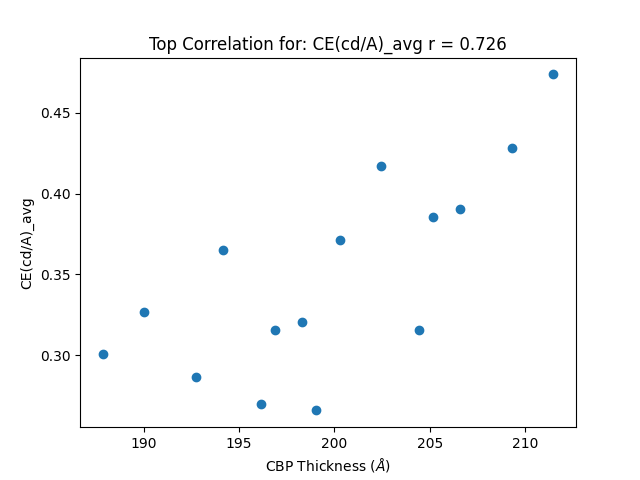 Top Correlation for: CE(cd/A)_avg r = 0.726
0.45
0.40
0.35
0.30
CE(cd/A)_avg
190 195 200 205 210
CBP Thickness (Å)